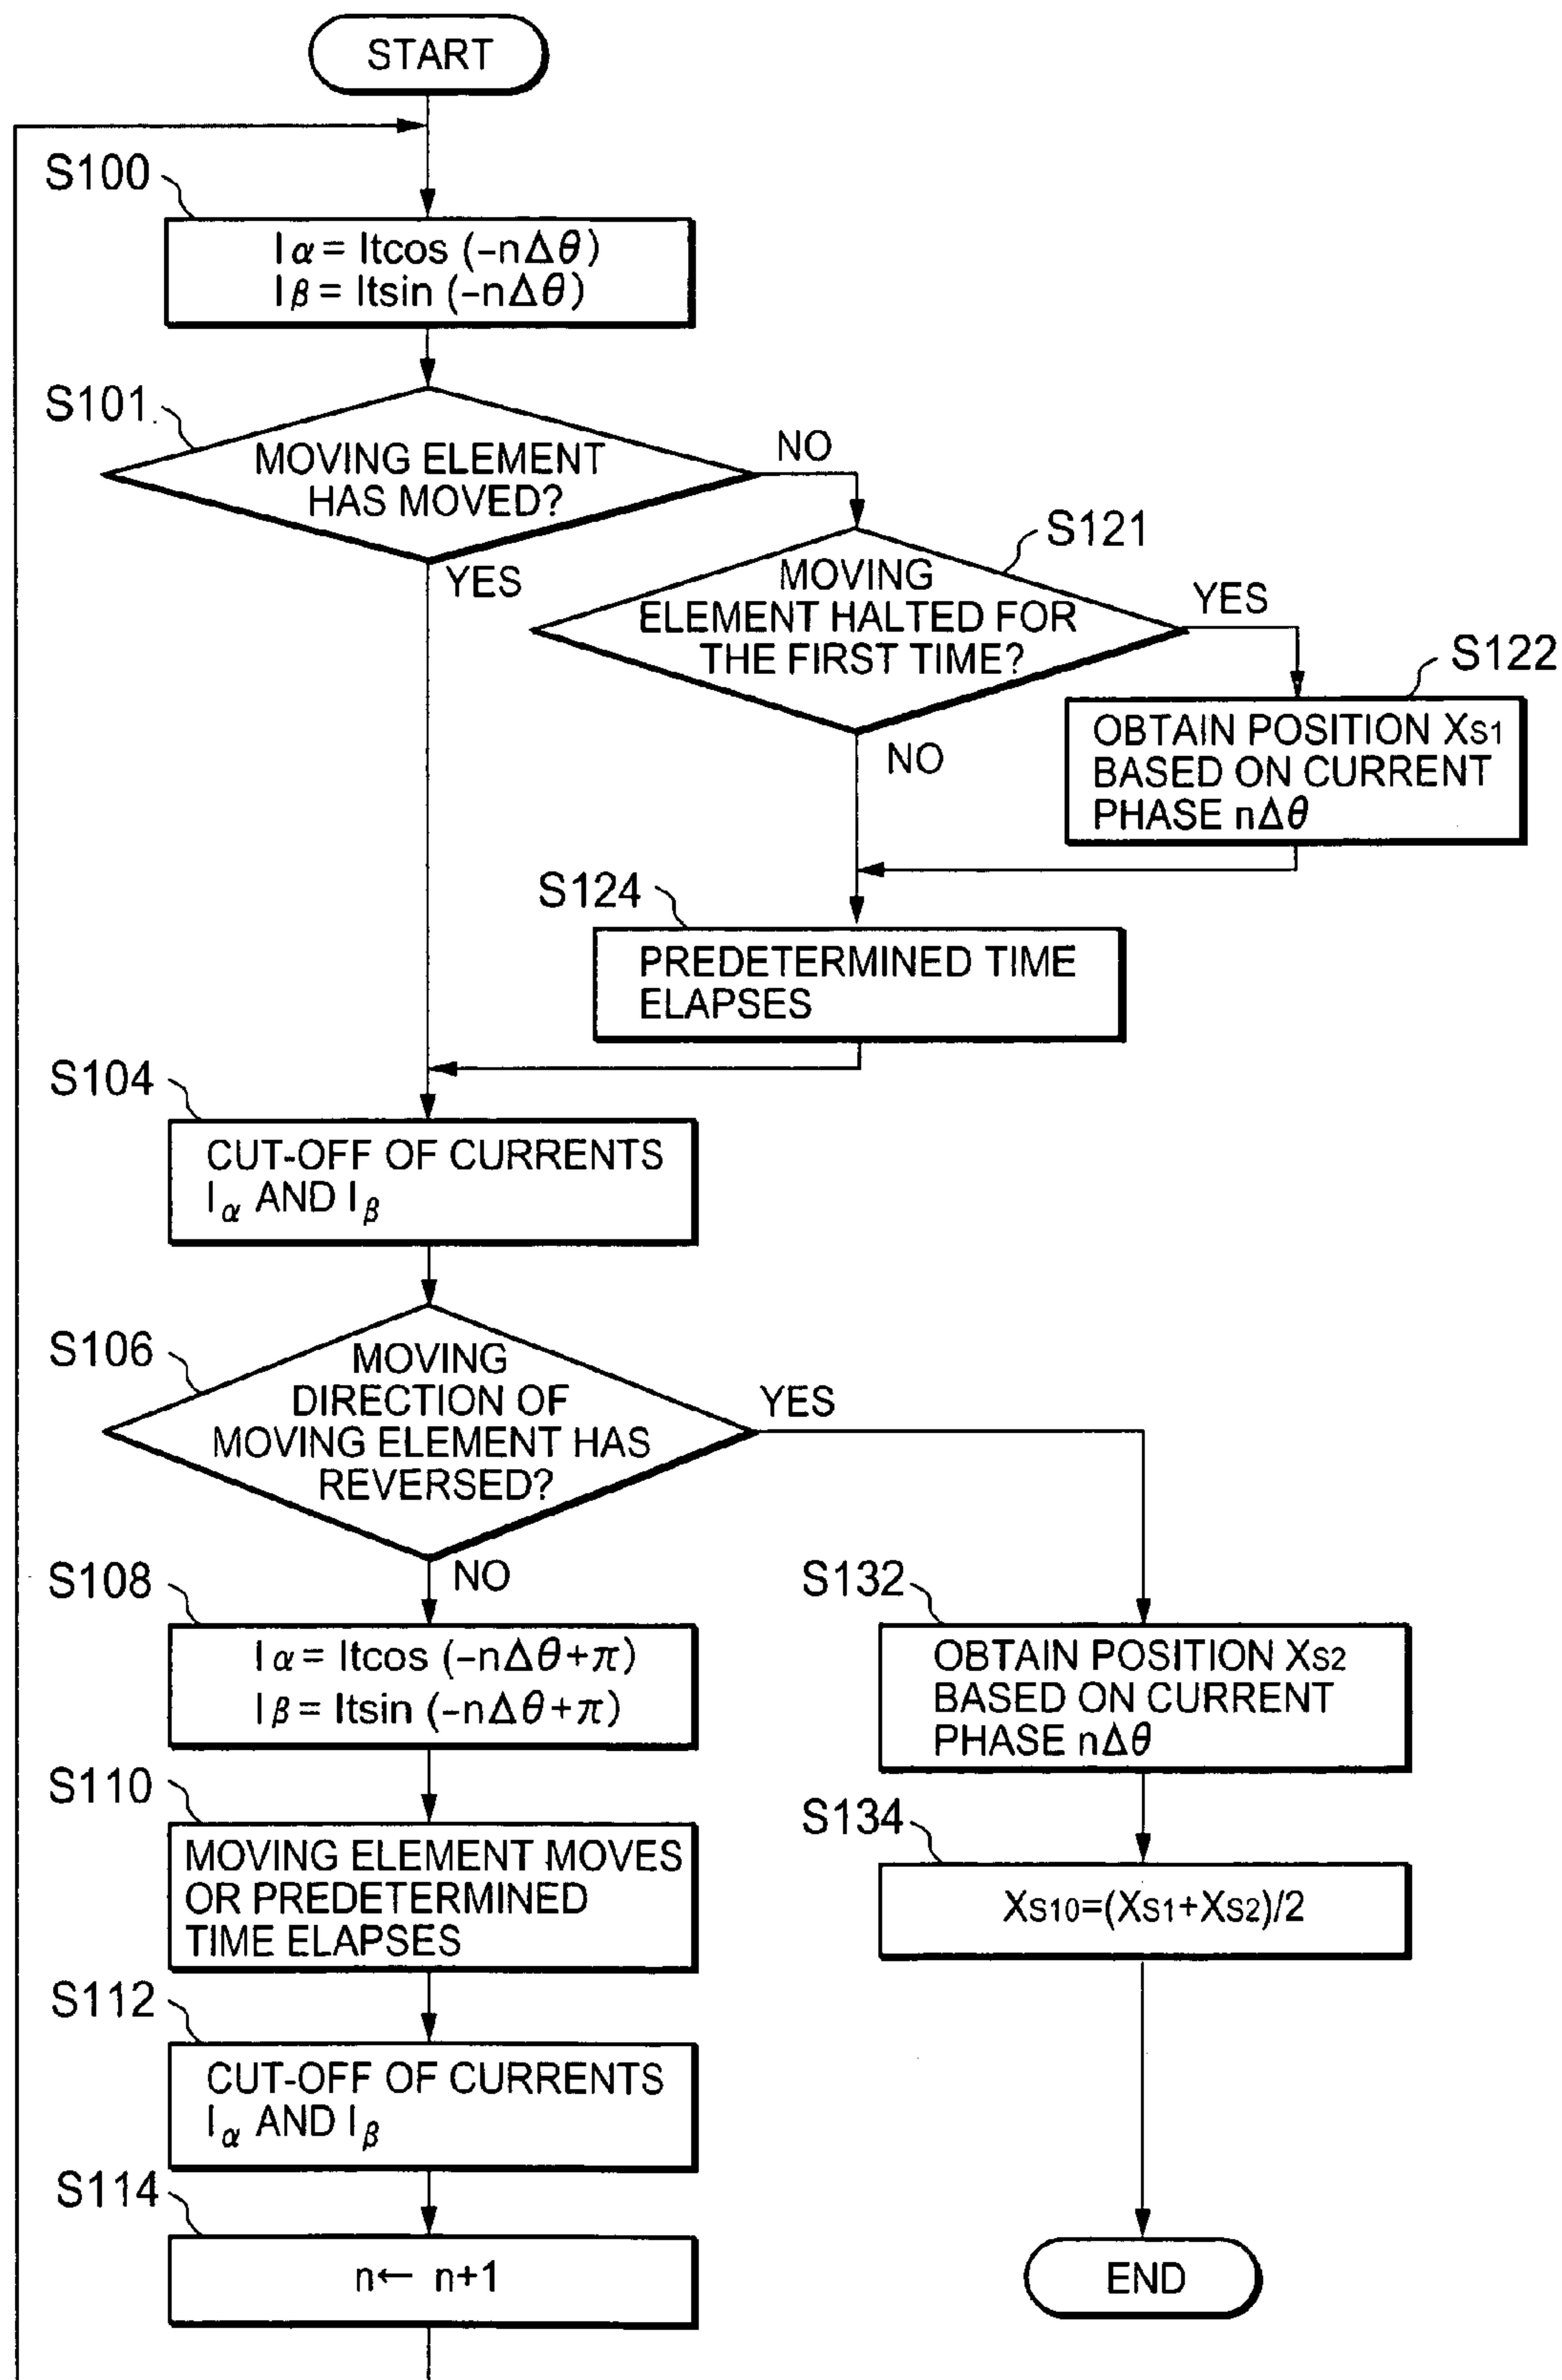 START
S100
Iα = Itcos (-nΔθ)
Iβ = Itsin (-nΔθ)
S101
MOVING ELEMENT
HAS MOVED?
NO
YES
S121
MOVING
ELEMENT HALTED FOR
THE FIRST TIME?
YES
NO
S122
OBTAIN POSITION XS1
BASED ON CURRENT
PHASE nΔθ
S124
PREDETERMINED TIME
ELAPSES
S104
CUT-OFF OF CURRENTS
Iα AND Iβ
S106
MOVING
DIRECTION OF
MOVING ELEMENT HAS
REVERSED?
YES
NO
S108
Iα = Itcos (-nΔθ+π)
Iβ = Itsin (-nΔθ+π)
S110
MOVING ELEMENT MOVES
OR PREDETERMINED
TIME ELAPSES
S112
CUT-OFF OF CURRENTS
Iα AND Iβ
S114
n← n+1
S132
OBTAIN POSITION XS2
BASED ON CURRENT
PHASE nΔθ
S134
XS10=(XS1+XS2)/2
END